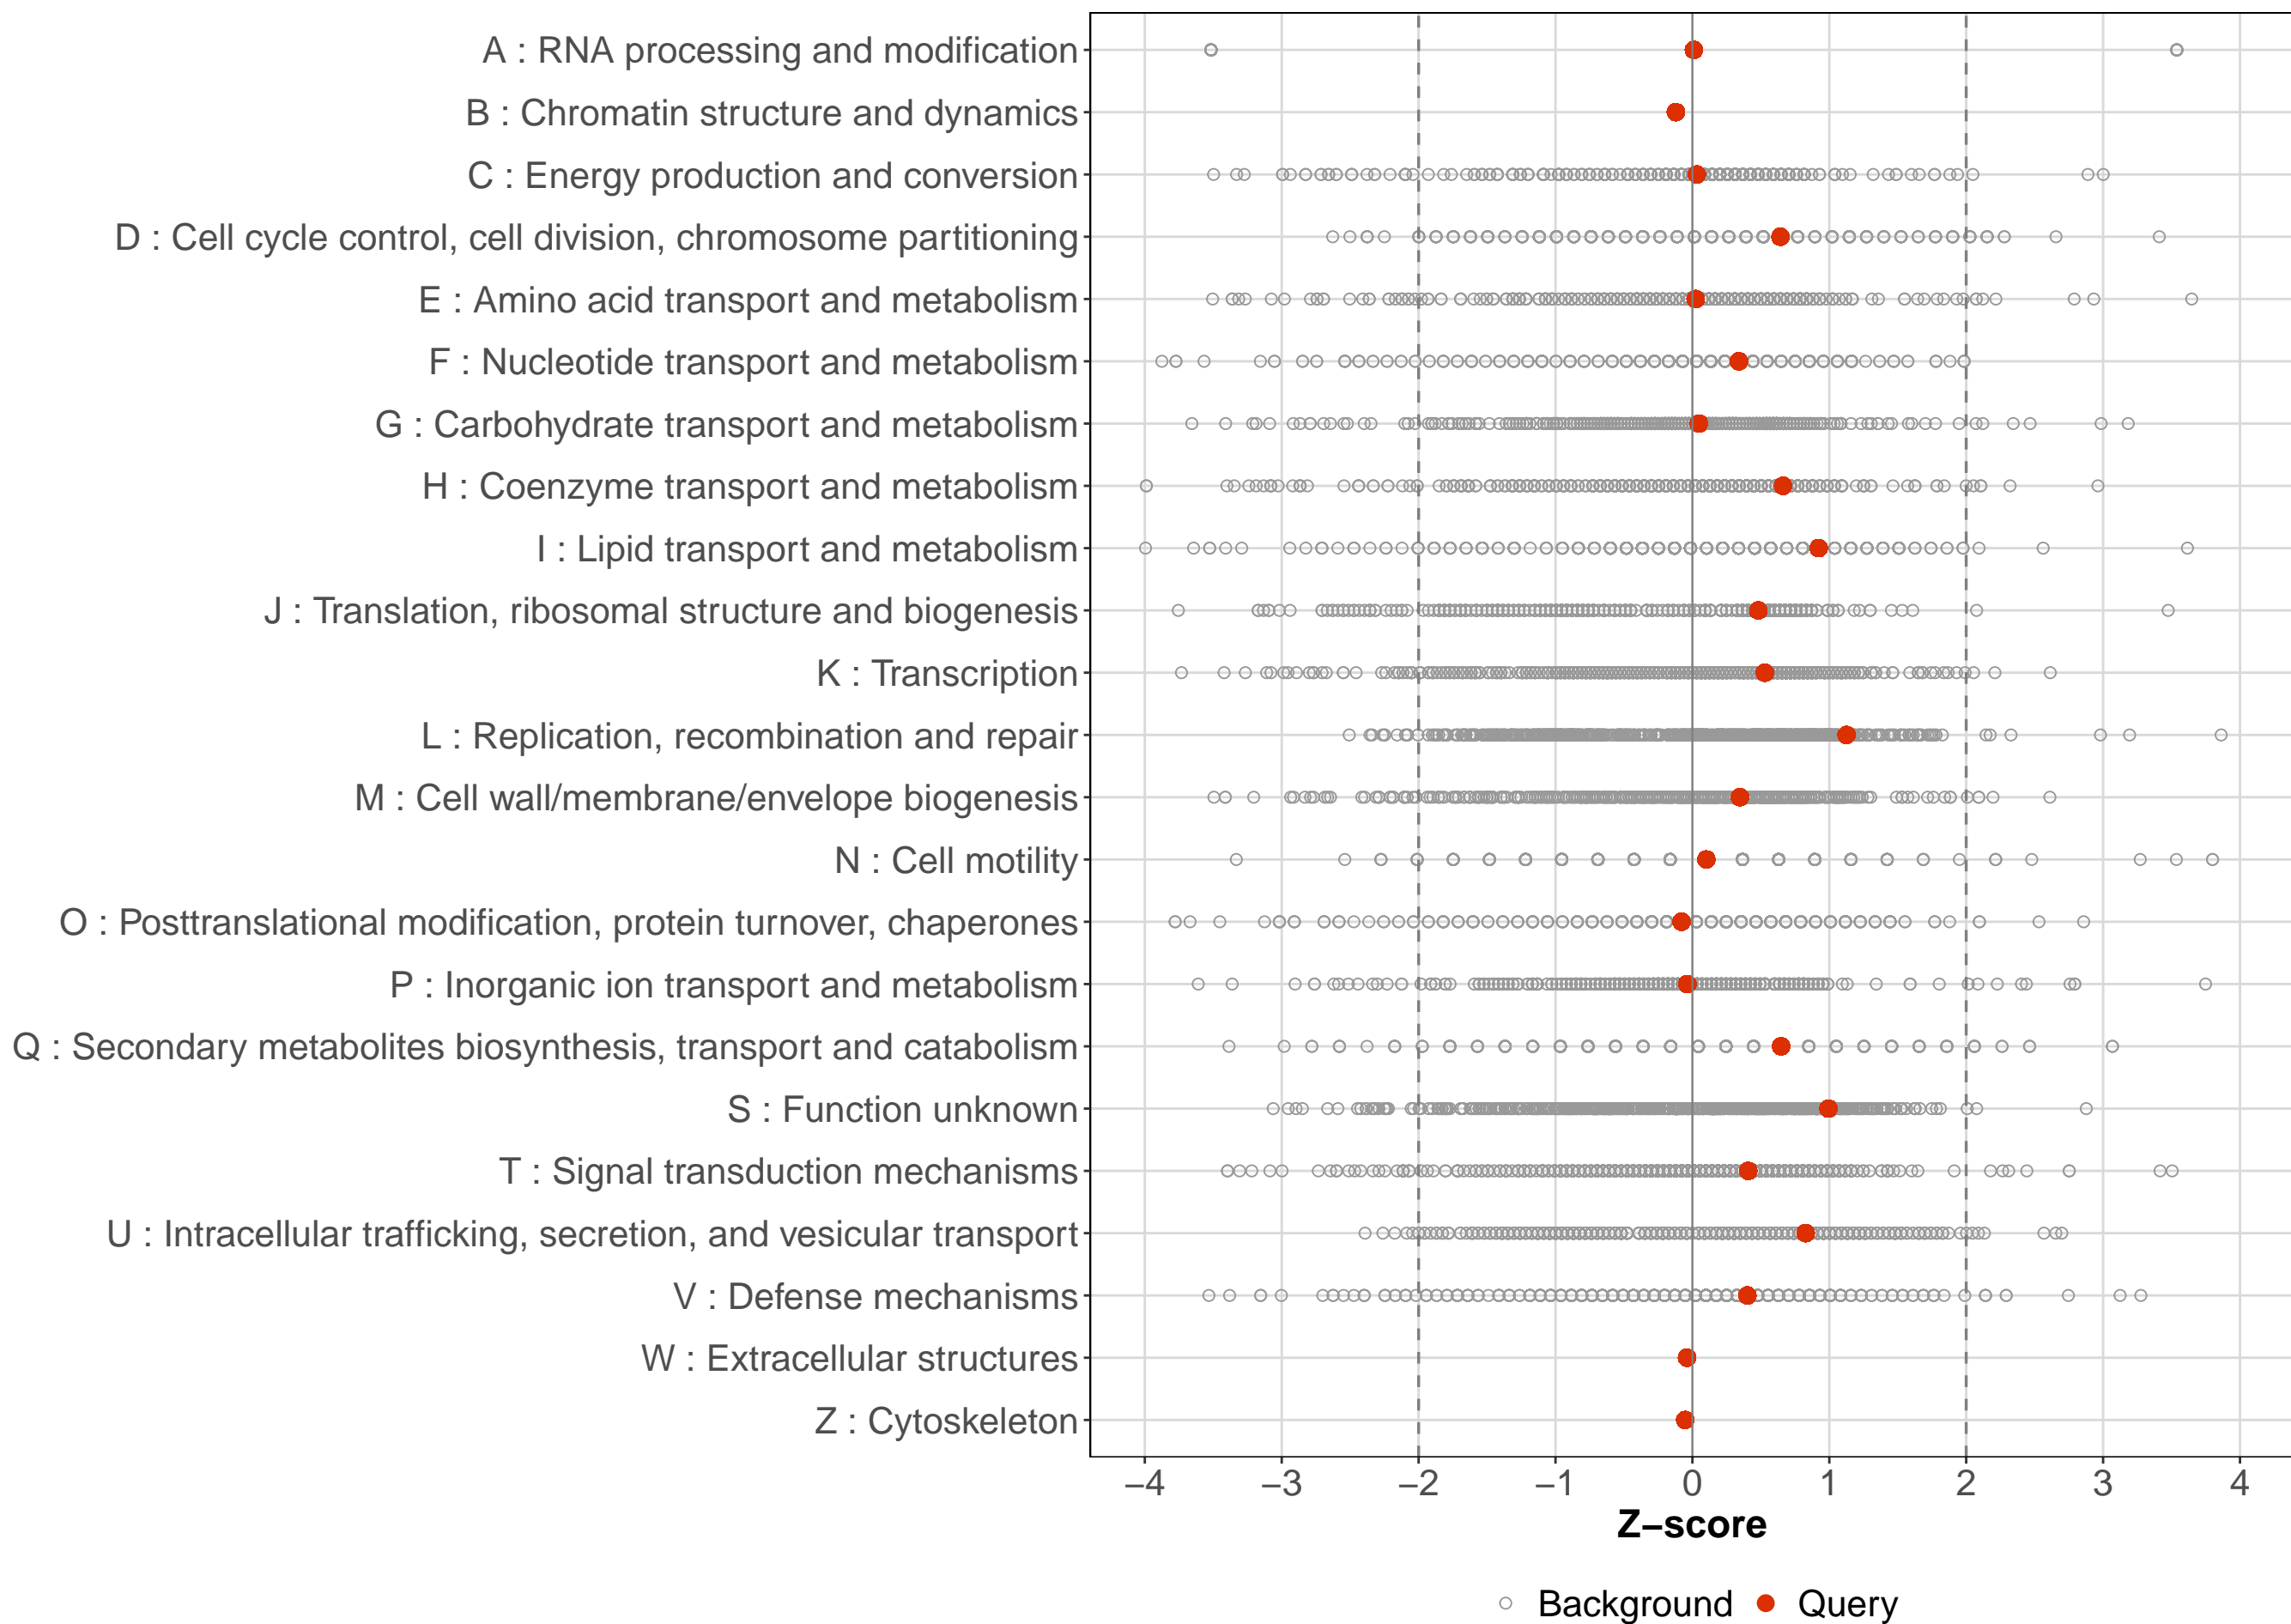 A : RNA processing and modification
B : Chromatin structure and dynamics
C : Energy production and conversion
D : Cell cycle control, cell division, chromosome partitioning
E : Amino acid transport and metabolism
F : Nucleotide transport and metabolism
G : Carbohydrate transport and metabolism
H : Coenzyme transport and metabolism
I : Lipid transport and metabolism
J : Translation, ribosomal structure and biogenesis
K : Transcription
L : Replication, recombination and repair
M : Cell wall/membrane/envelope biogenesis
N : Cell motility
O : Posttranslational modification, protein turnover, chaperones
P : Inorganic ion transport and metabolism
Q : Secondary metabolites biosynthesis, transport and catabolism
S : Function unknown
T : Signal transduction mechanisms
U : Intracellular trafficking, secretion, and vesicular transport
V : Defense mechanisms
W : Extracellular structures
Z : Cytoskeleton
−4 −3 −2 −1 0 1 2 3 4
Z−score
Background Query